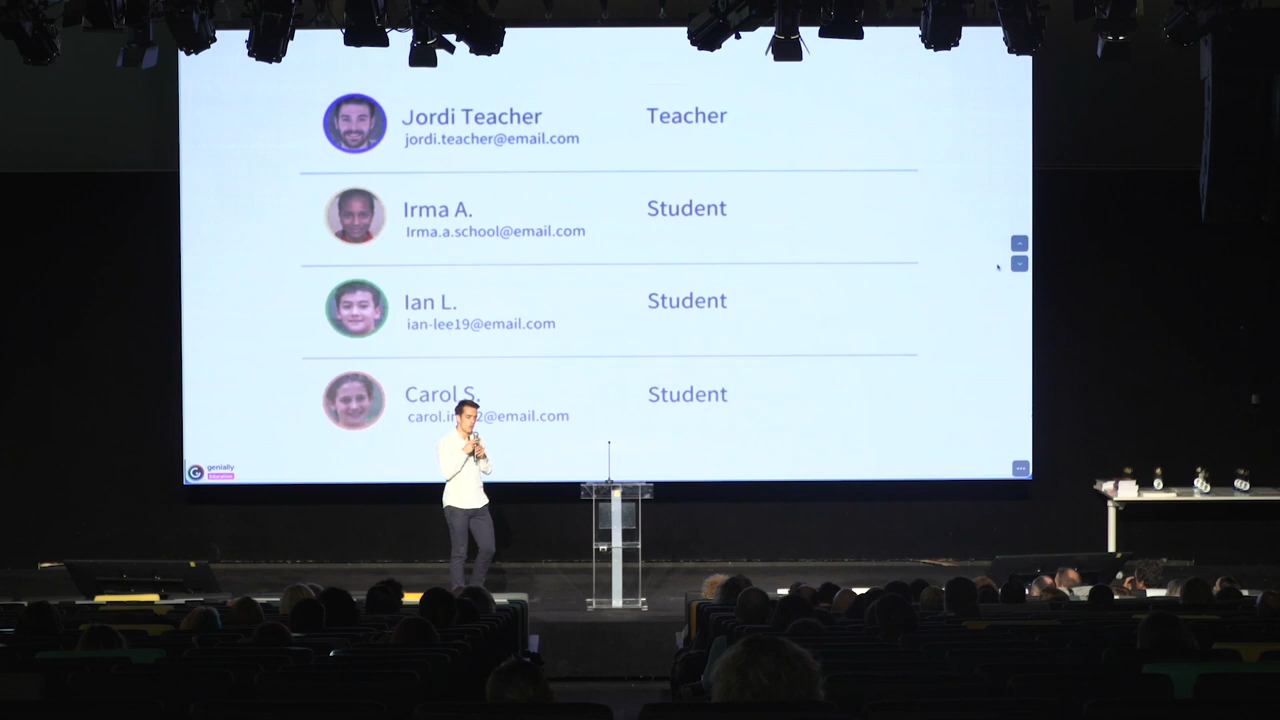 Jordi Teacher
Teacher
jordi.teacher@email.com
Irma A.
Student
Irma.a.school@email.com
Ian L.
Student
ian-lee19@email.com
Carol S.
Student
genially
Education